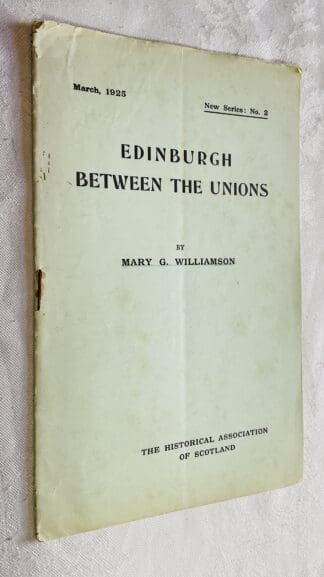 March, 1925
New Series: No. 2
EDINBURGH
BETWEEN THE UNIONS
BY
MARY G. WILLIAMSON
THE HISTORICAL ASSOCIATION
OF SCOTLAND